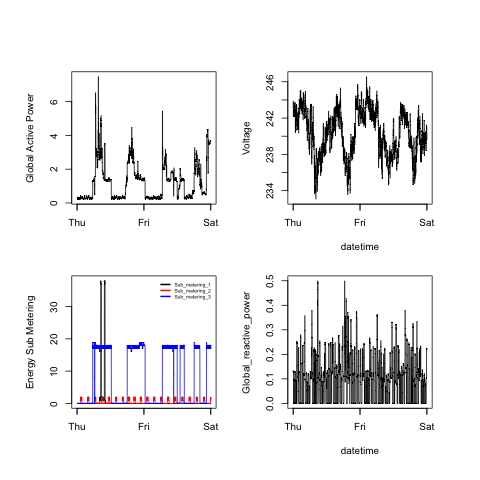 Global Active Power
0 2 4 6
Thu Fri Sat
Voltage
234 238 242 246
Thu Fri Sat
datetime
Energy Sub Metering
0 10 20 30
Sub_metering_1
Sub_metering_2
Sub_metering_3
Thu Fri Sat
Global_reactive_power
0.0 0.1 0.2 0.3 0.4 0.5
Thu Fri Sat
datetime